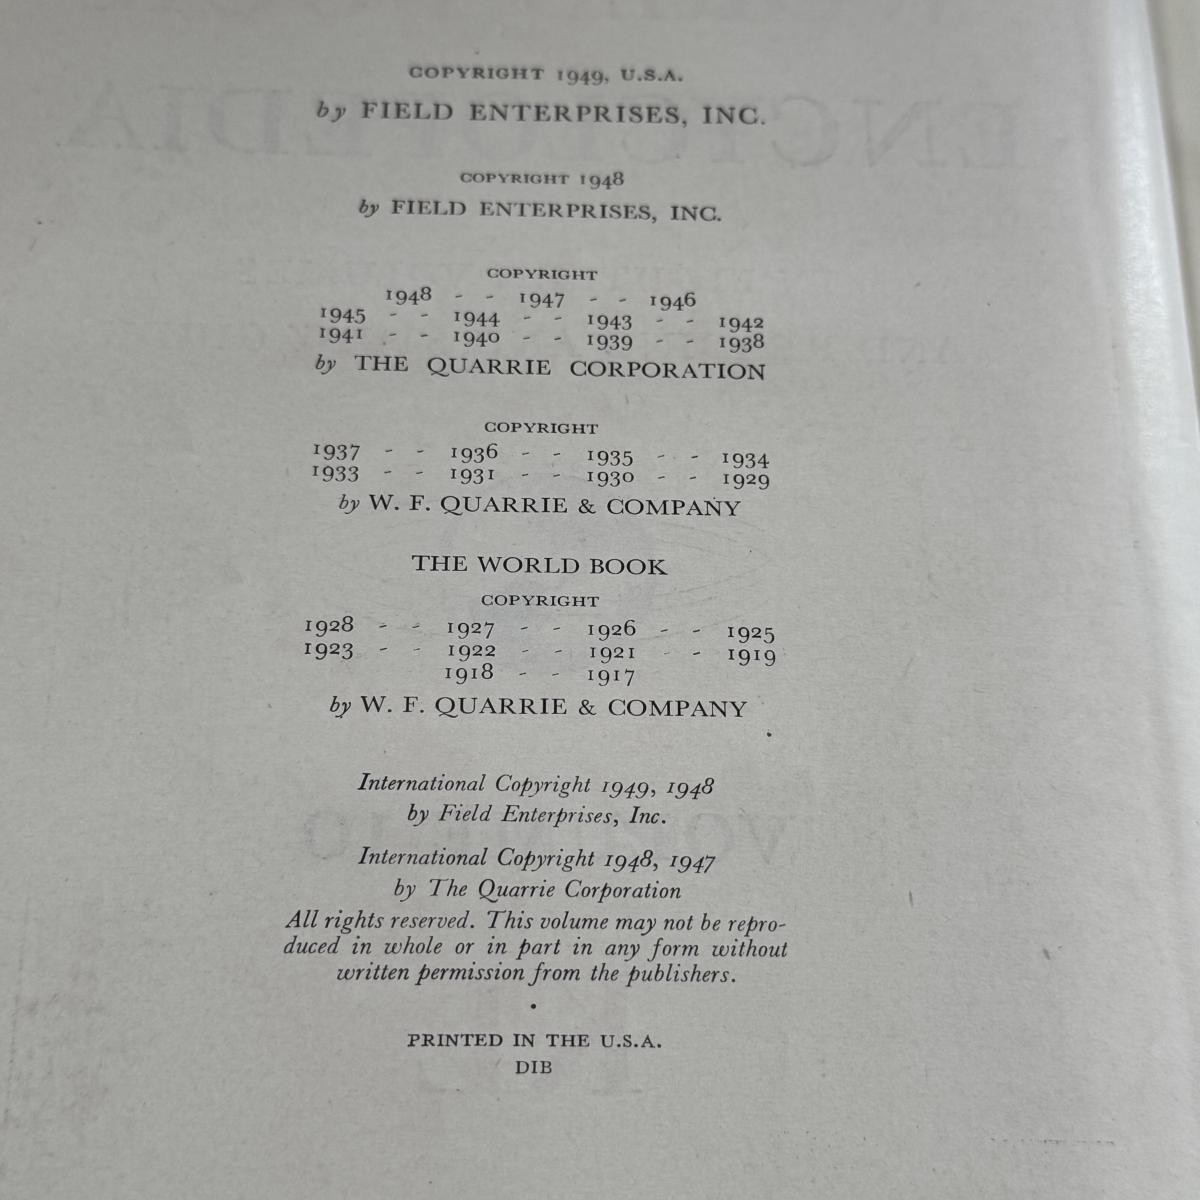 COPYRIGHT 1949, U.S.A.
by FIELD ENTERPRISES, INC.
COPYRIGHT 1948
by FIELD ENTERPRISES, INC.
COPYRIGHT
1948 - - 1947 - - 1946
1945 - - 1944 - - 1943 - - 1942
1941 - - 1940 - - 1939 - - 1938
by THE QUARRIE CORPORATION
COPYRIGHT
1937 - - 1936 - - 1935 - - 1934
1933 - - 1931 - - 1930 - - 1929
by W. F. QUARRIE & COMPANY
THE WORLD BOOK
COPYRIGHT
1928 - - 1927 - - 1926 - - 1925
1923 - - 1922 - - 1921 - - 1919
1918 - - 1917
by W. F. QUARRIE & COMPANY
International Copyright 1949, 1948
by Field Enterprises, Inc.
International Copyright 1948, 1947
by The Quarrie Corporation
All rights reserved. This volume may not be repro-
duced in whole or in part in any form without
written permission from the publishers.
PRINTED IN THE U.S.A.
DIB